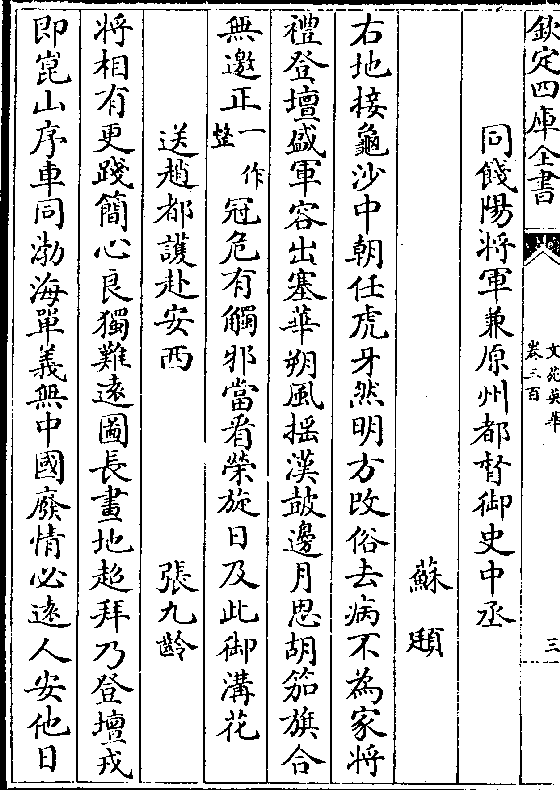 欽定四庫全書
文苑英華
卷三百
三
同餞陽將軍兼原州都督御史中丞
蘇頲
右地接龜沙中朝任虎牙然明方改俗去病不為家將
禮登壇盛軍容出塞華朔風摇漢鼓邊月思胡笳旗合
無邀正一作整冠危有觸邪當看榮旋日及此御溝花
送趙都護赴安西
張九齡
將相有更踐簡心良獨難遠圖長畫地超拜乃登壇戎
即崑山序車同渤海單義無中國廢情必遠人安他日